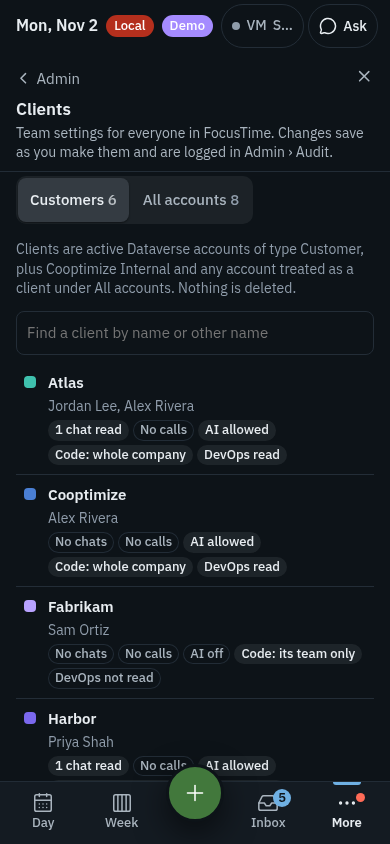 Mon, Nov 2 Local Demo VM S... Ask
Admin
Clients
Team settings for everyone in FocusTime. Changes save
as you make them and are logged in Admin › Audit.
Customers 6 All accounts 8
Clients are active Dataverse accounts of type Customer,
plus Cooptimize Internal and any account treated as a
client under All accounts. Nothing is deleted.
Find a client by name or other name
Atlas
Jordan Lee, Alex Rivera
1 chat read No calls AI allowed
Code: whole company DevOps read
Cooptimize
Alex Rivera
No chats No calls AI allowed
Code: whole company DevOps read
Fabrikam
Sam Ortiz
No chats No calls AI off Code: its team only
DevOps not read
Harbor
Priya Shah
1 chat read No calls AI allowed
Day Week Inbox 5 More